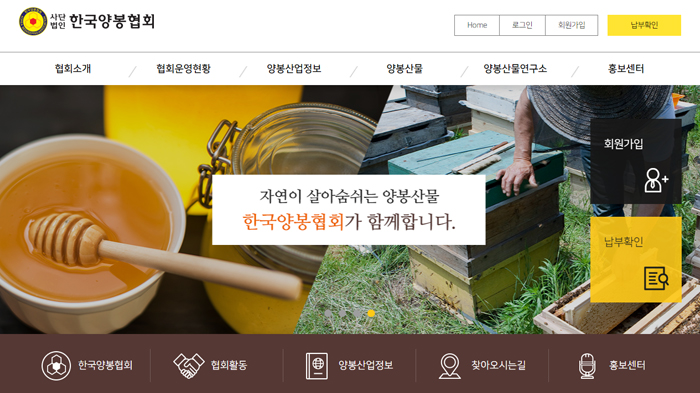 사단
법인 한국양봉협회
Home 로그인 회원가입 납부확인
협회소개 협회운영현황 양봉산업정보 양봉산물 양봉산물연구소 홍보센터
자연이 살아숨쉬는 양봉산물
한국양봉협회가 함께합니다.
회원가입
납부확인
한국양봉협회 협회활동 양봉산업정보 찾아오시는길 홍보센터